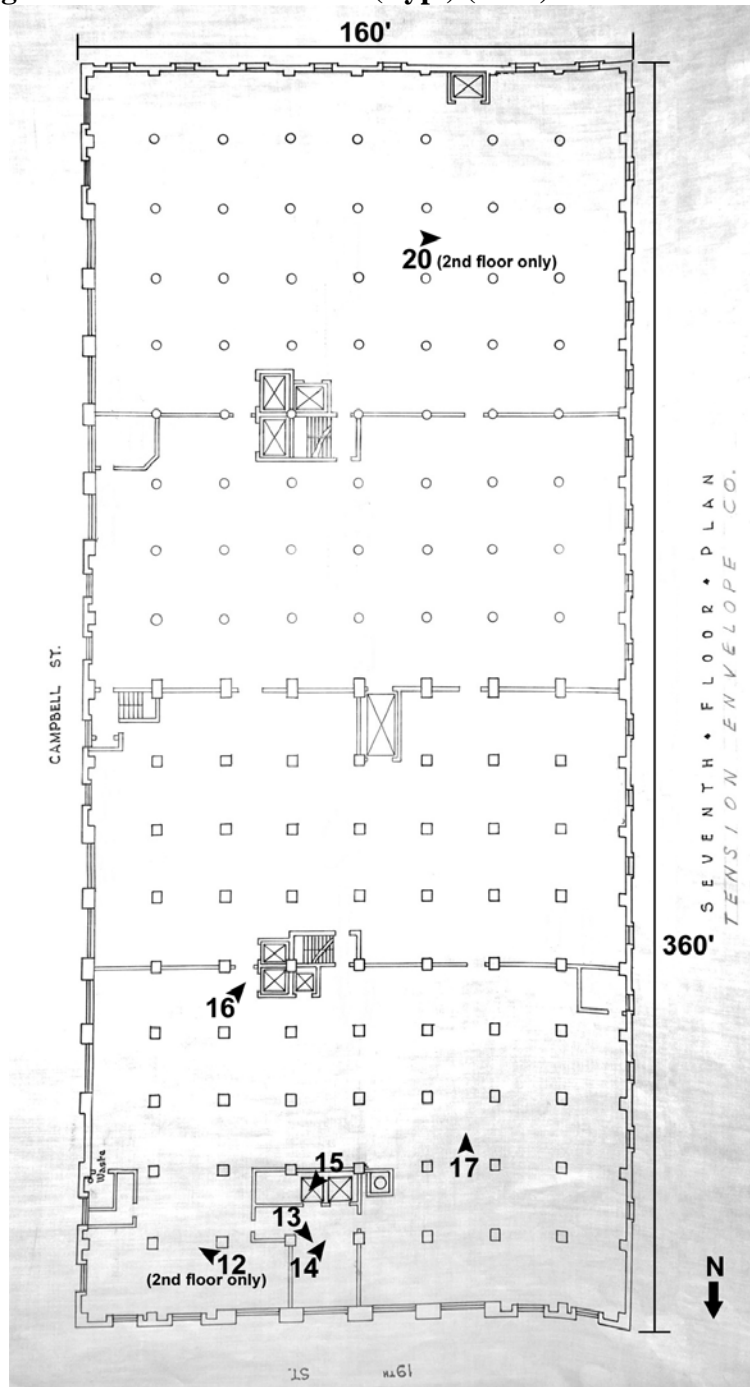 160'
20 (2nd floor only)
CAMPBELL ST.
SEVENTH • FLOOR • PLAN
TENSION ENVELOPE CO.
360'
16
17
Waste
15
13
14
12
(2nd floor only)
N
19TH ST.